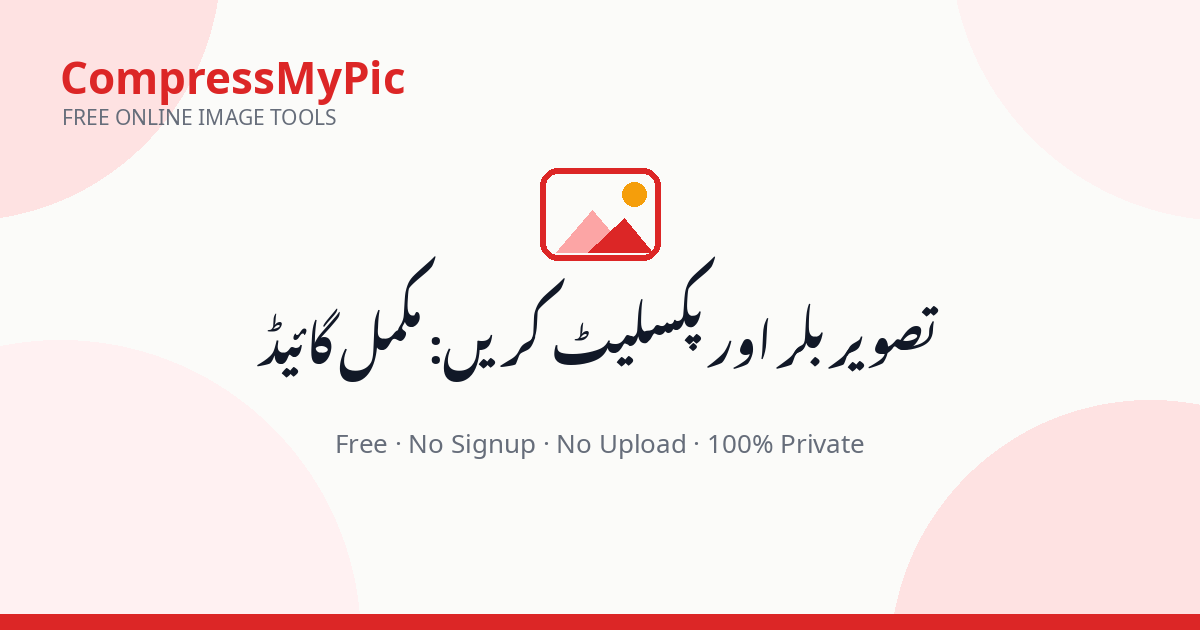 CompressMyPic
FREE ONLINE IMAGE TOOLS
تصویر بلر اور پکسلیٹ کریں: مکمل گائیڈ
Free · No Signup · No Upload · 100% Private